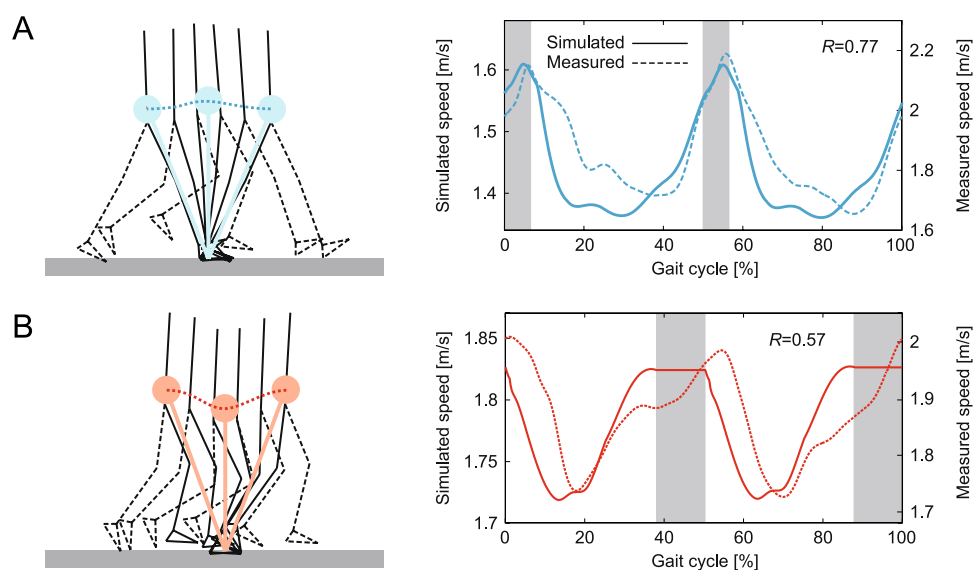 A
Simulated speed [m/s]
1.6
1.5
1.4
Simulated
Measured
R=0.77
2.2
2
1.8
1.6
Measured speed [m/s]
0 20 40 60 80 100
Gait cycle [%]
B
Simulated speed [m/s]
1.85
1.8
1.75
1.7
R=0.57
2
1.9
1.8
1.7
Measured speed [m/s]
0 20 40 60 80 100
Gait cycle [%]